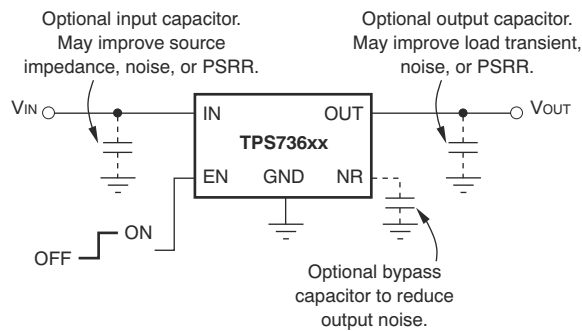 Optional input capacitor.
May improve source
impedance, noise, or PSRR.
Optional output capacitor.
May improve load transient,
noise, or PSRR.
VIN
IN
OUT
VOUT
TPS736xx
EN
GND
NR
ON
OFF
Optional bypass
capacitor to reduce
output noise.